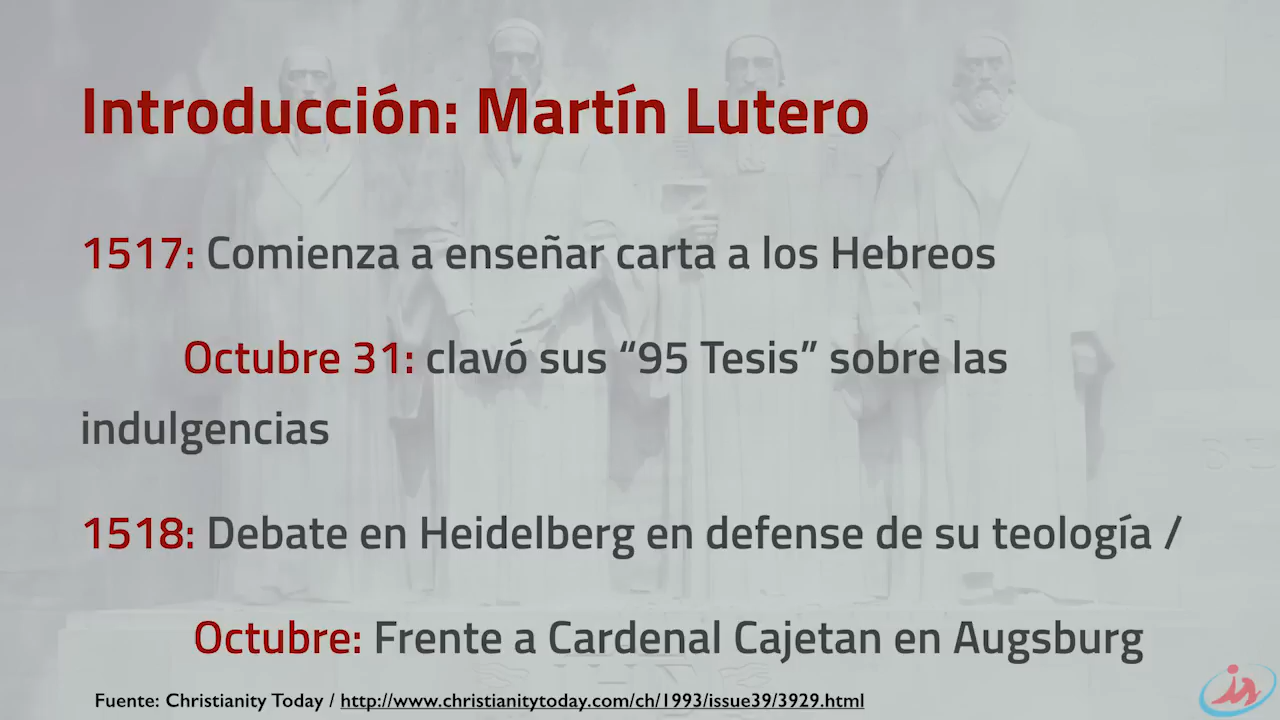 Introducción: Martín Lutero
1517: Comienza a enseñar carta a los Hebreos
Octubre 31: clavó sus “95 Tesis” sobre las
indulgencias
1518: Debate en Heidelberg en defense de su teología /
Octubre: Frente a Cardenal Cajetan en Augsburg
Fuente: Christianity Today / http://www.christianitytoday.com/ch/1993/issue39/3929.html